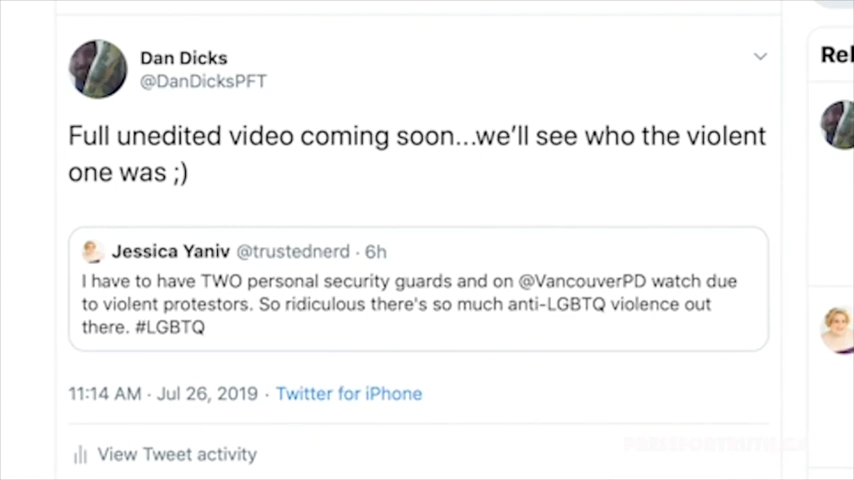 Dan Dicks
@DanDicksPFT
Full unedited video coming soon...we'll see who the violent
one was ;)
Jessica Yaniv @trustednerd · 6h
I have to have TWO personal security guards and on @VancouverPD watch due
to violent protestors. So ridiculous there's so much anti-LGBTQ violence out
there. #LGBTQ
11:14 AM · Jul 26, 2019 · Twitter for iPhone
View Tweet activity
PRESSFORTRUTH.CA
Rel